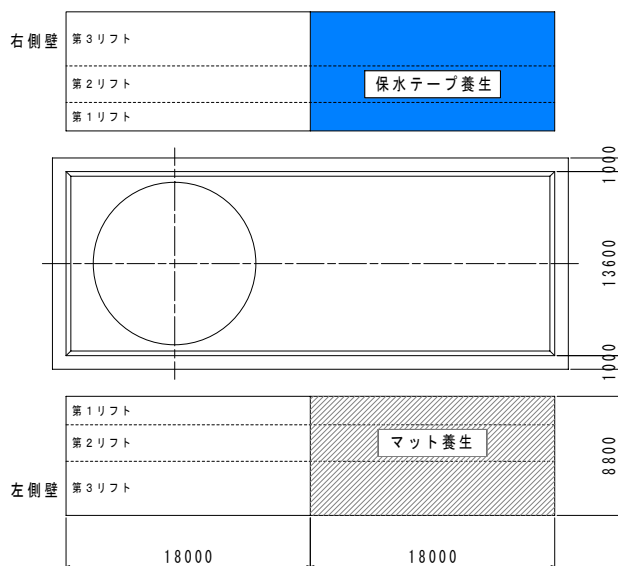 右側壁
第3リフト
第2リフト
保水テープ養生
第1リフト
1000
13600
1000
第1リフト
第2リフト
マット養生
左側壁
第3リフト
8800
18000
18000